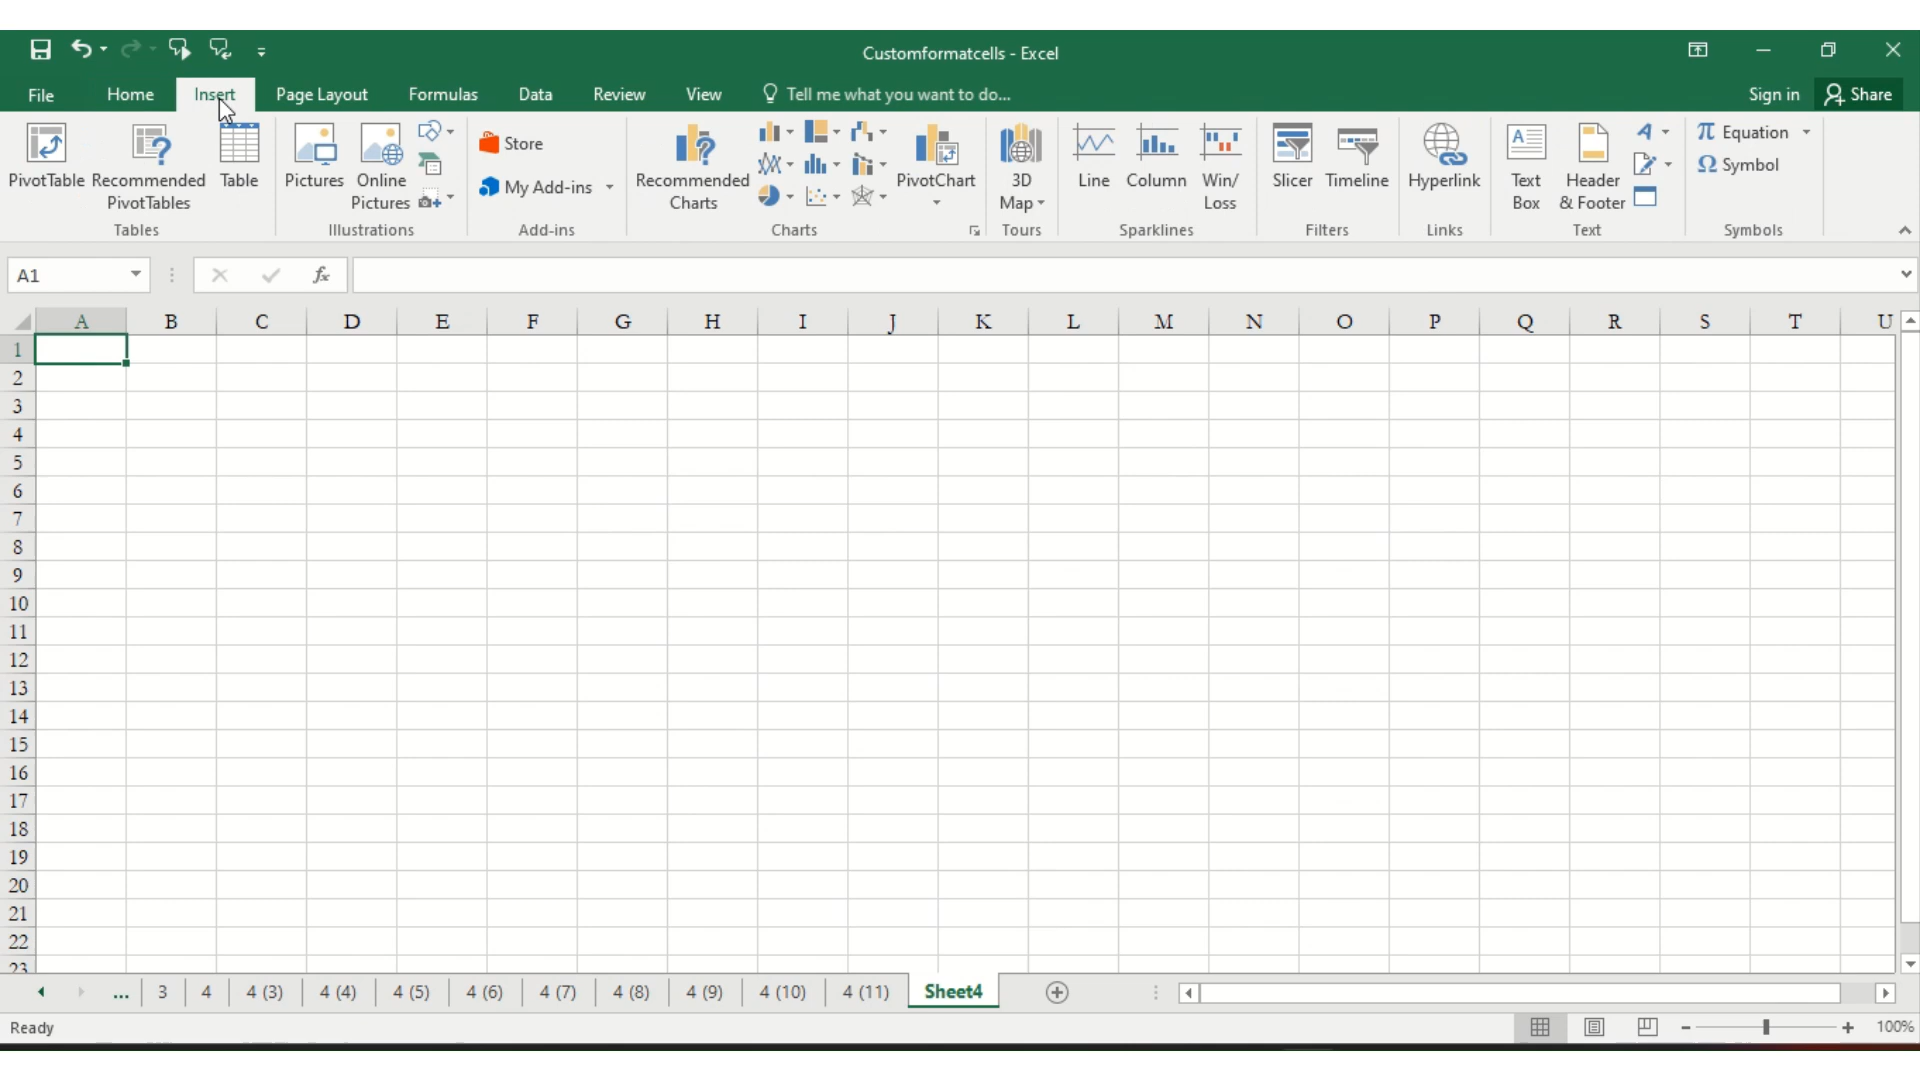 Customformatcells - Excel
File Home Insert Page Layout Formulas Data Review View Tell me what you want to do... Sign in Share
PivotTable Recommended PivotTables Table
Tables
Pictures Online Pictures
Illustrations
Store
My Add-ins
Add-ins
Recommended Charts
PivotChart
Charts
3D Map
Tours
Line Column Win/ Loss
Sparklines
Slicer Timeline
Filters
Hyperlink
Links
Text Box Header & Footer
Text
π Equation
Ω Symbol
Symbols
A1 fx
A B C D E F G H I J K L M N O P Q R S T U
1
2
3
4
5
6
7
8
9
10
11
12
13
14
15
16
17
18
19
20
21
22
23
... 3 4 4 (3) 4 (4) 4 (5) 4 (6) 4 (7) 4 (8) 4 (9) 4 (10) 4 (11) Sheet4
Ready 100%